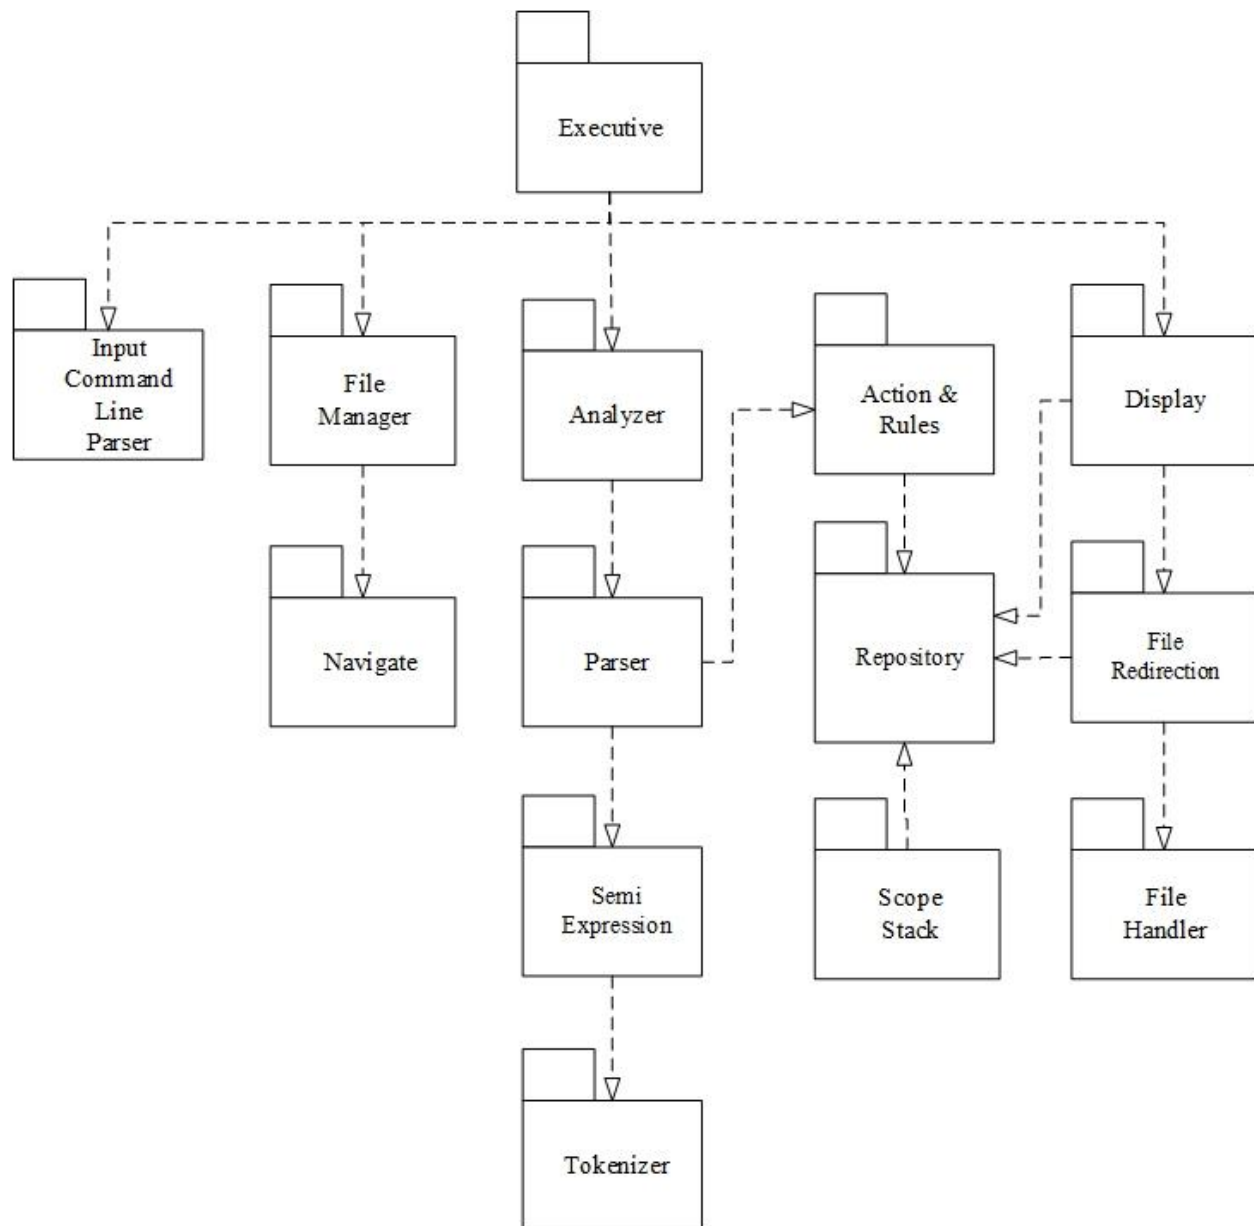 Executive
Input
Command
Line
Parser
File
Manager
Analyzer
Action &
Rules
Display
Navigate
Parser
Repository
File
Redirection
Semi
Expression
Scope
Stack
File
Handler
Tokenizer